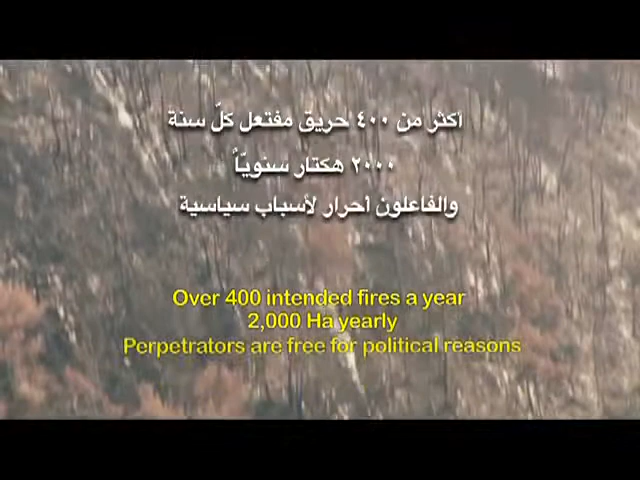 اكثر من ٤٠٠ حريق مفتعل كلّ سنة
٢٠٠٠ هكتار سنويّاً
والفاعلون أحرار لأسباب سياسية
Over 400 intended fires a year
2,000 Ha yearly
Perpetrators are free for political reasons